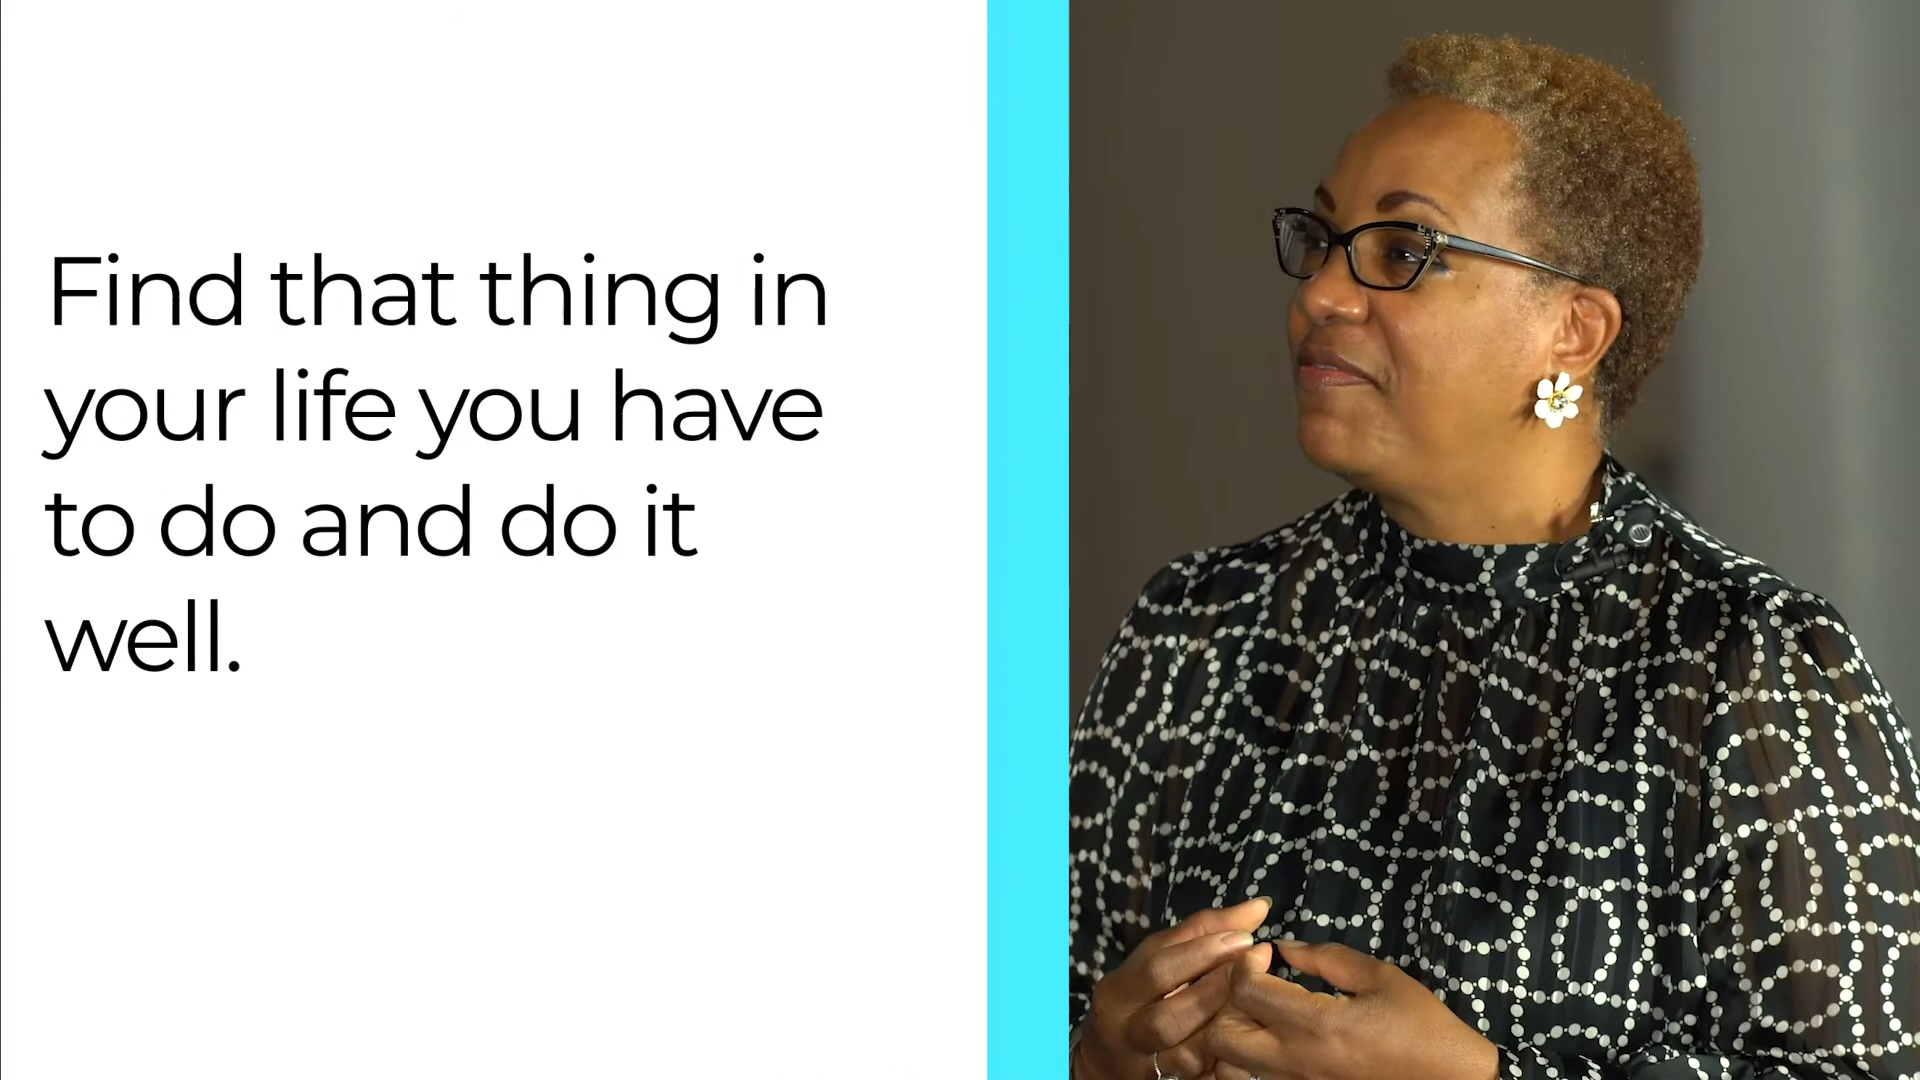 Find that thing in
your life you have
to do and do it
well.